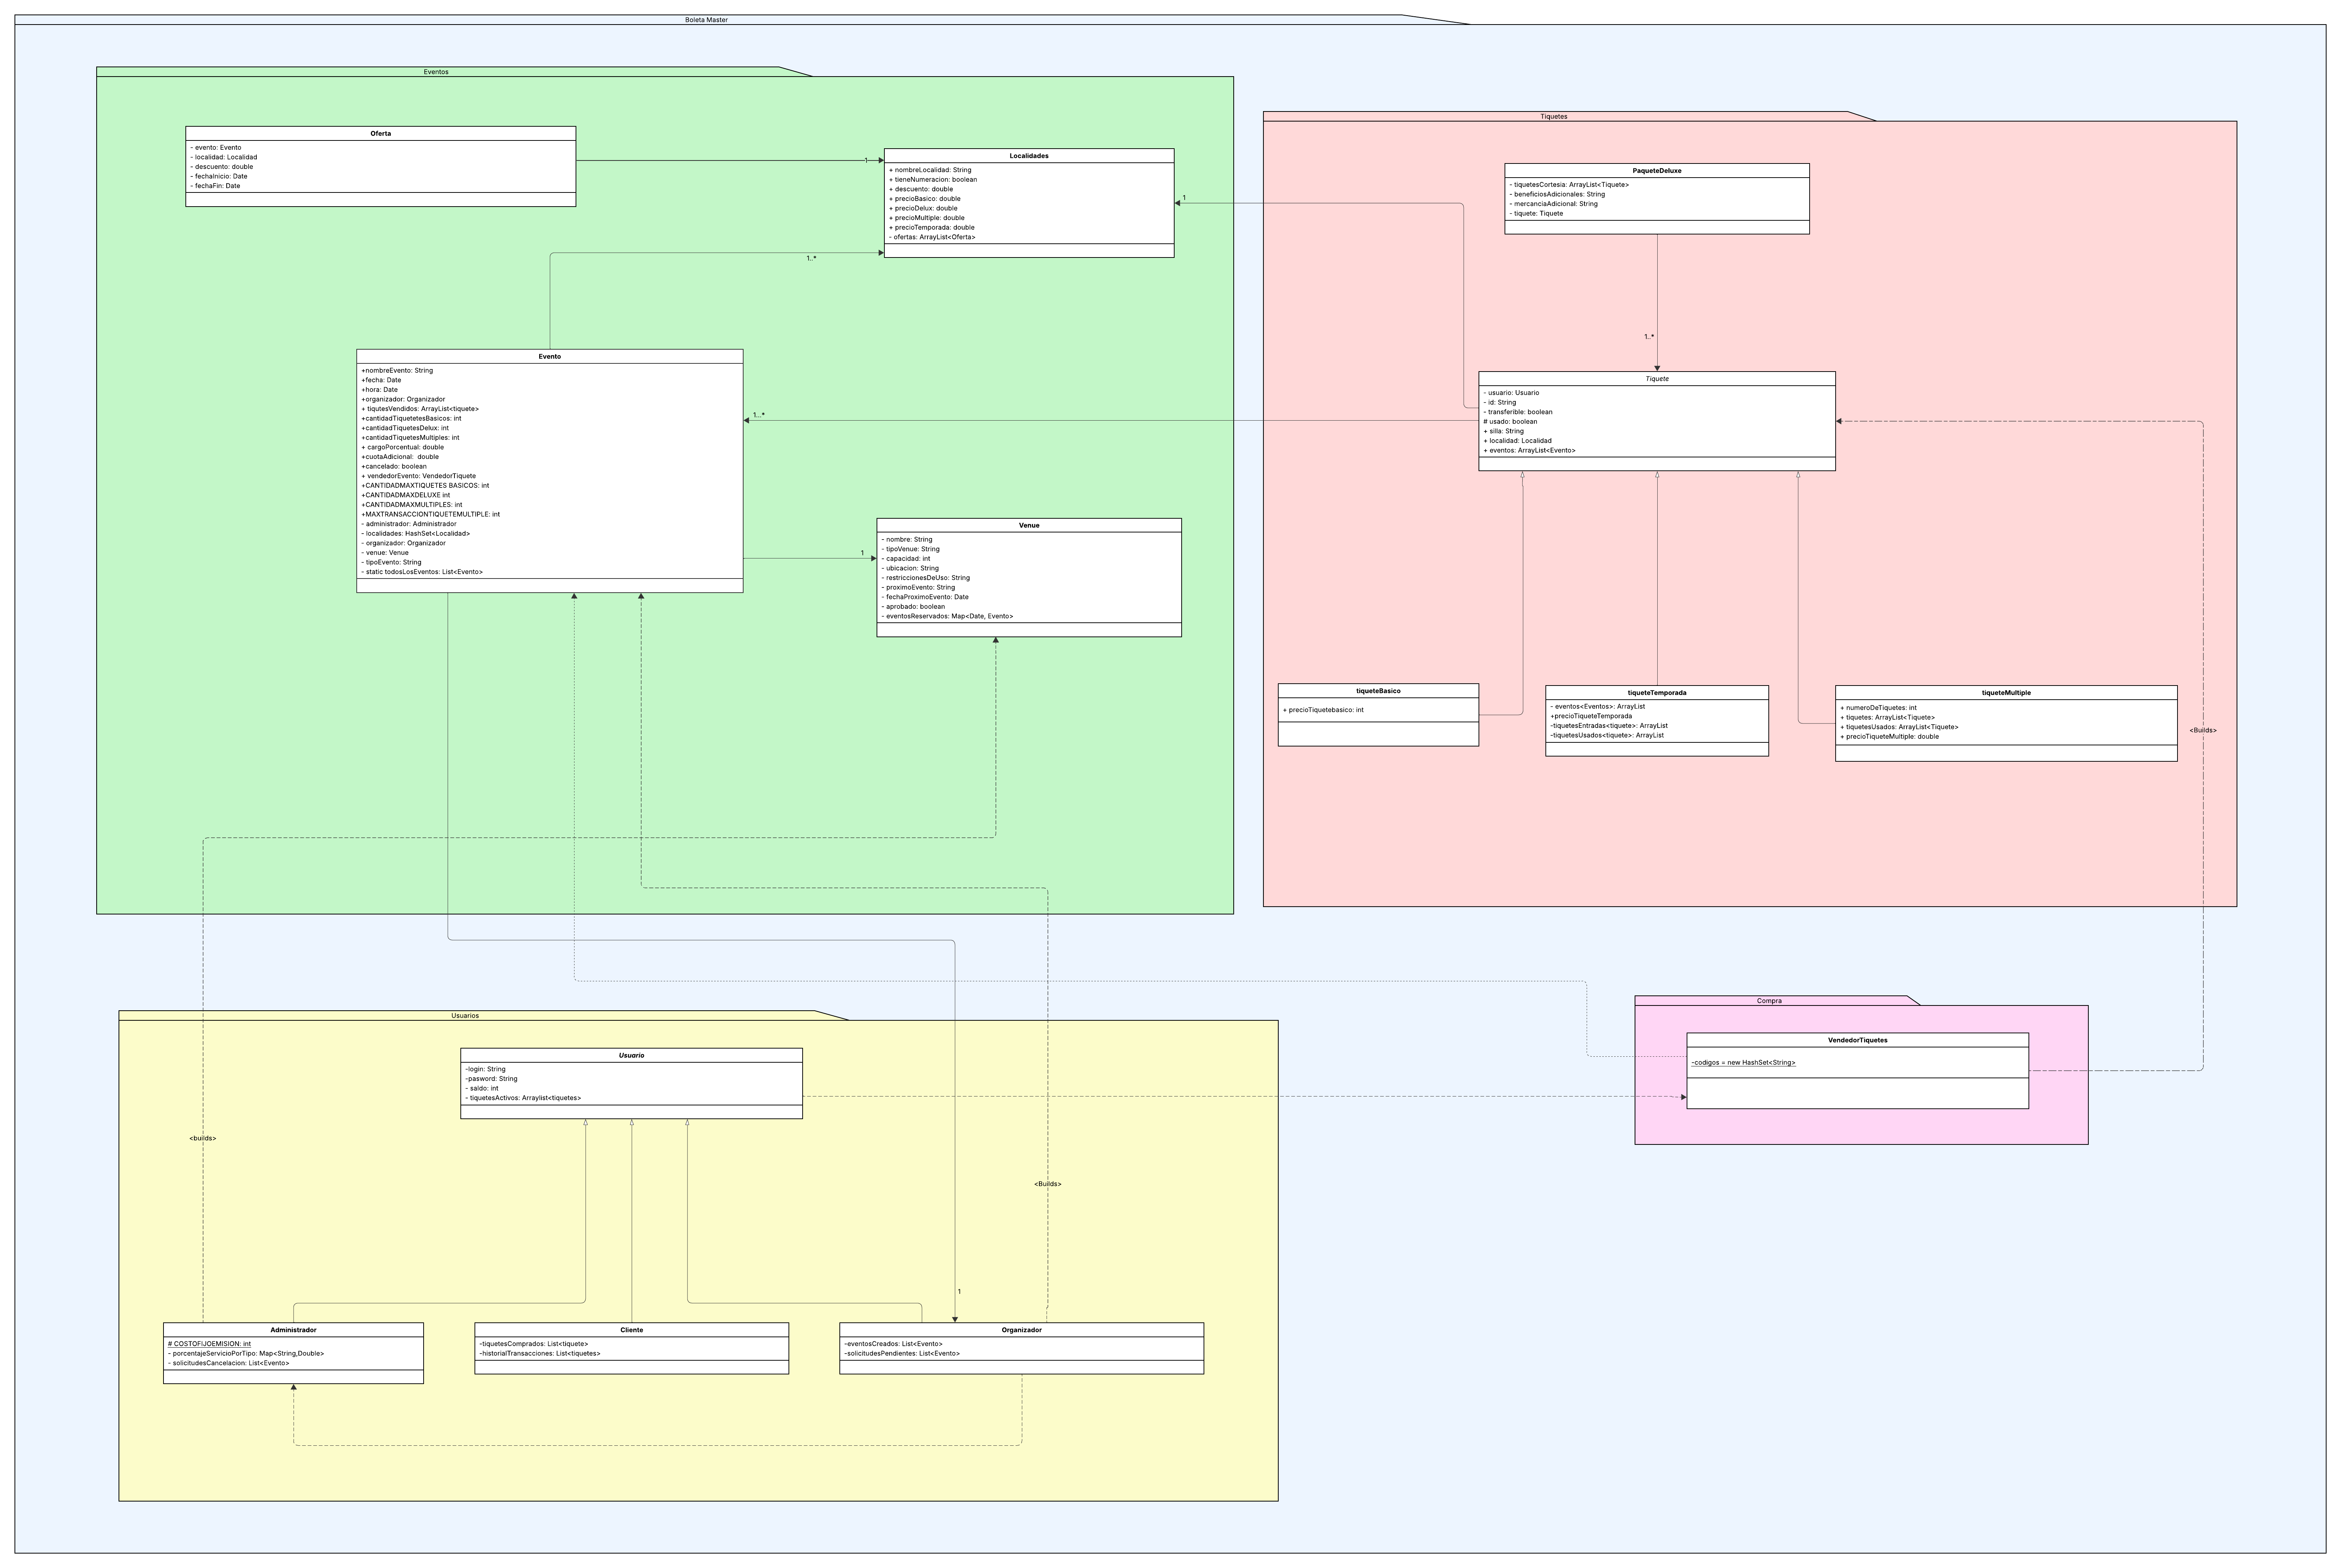 Boleta Master
Eventos
Oferta
- evento: Evento
- localidad: Localidad
- descuento: double
- fechaInicio: Date
- fechaFin: Date
1
Localidades
+ nombreLocalidad: String
+ tieneNumeracion: boolean
+ descuento: double
+ precioBasico: double
+ precioDelux: double
+ precioMultiple: double
+ precioTemporada: double
- ofertas: ArrayList<Oferta>
1
1..*
Evento
+nombreEvento: String
+fecha: Date
+hora: Date
+organizador: Organizador
+ tiqutesVendidos: ArrayList<tiquete>
+cantidadTiquetetesBasicos: int
+cantidadTiquetesDelux: int
+cantidadTiquetesMultiples: int
+ cargoPorcentual: double
+cuotaAdicional:  double
+cancelado: boolean
+ vendedorEvento: VendedorTiquete
+CANTIDADMAXTIQUETES BASICOS: int
+CANTIDADMAXDELUXE int
+CANTIDADMAXMULTIPLES: int
+MAXTRANSACCIONTIQUETEMULTIPLE: int
- administrador: Administrador
- localidades: HashSet<Localidad>
- organizador: Organizador
- venue: Venue
- tipoEvento: String
- static todosLosEventos: List<Evento>
1...*
1
Venue
- nombre: String
- tipoVenue: String
- capacidad: int
- ubicacion: String
- restriccionesDeUso: String
- proximoEvento: String
- fechaProximoEvento: Date
- aprobado: boolean
- eventosReservados: Map<Date, Evento>
Tiquetes
PaqueteDeluxe
- tiquetesCortesia: ArrayList<Tiquete>
- beneficiosAdicionales: String
- mercanciaAdicional: String
- tiquete: Tiquete
1..*
Tiquete
- usuario: Usuario
- id: String
- transferible: boolean
# usado: boolean
+ silla: String
+ localidad: Localidad
+ eventos: ArrayList<Evento>
tiqueteBasico
+ precioTiquetebasico: int
tiqueteTemporada
- eventos<Eventos>: ArrayList
+precioTiqueteTemporada
-tiquetesEntradas<tiquete>: ArrayList
-tiquetesUsados<tiquete>: ArrayList
tiqueteMultiple
+ numeroDeTiquetes: int
+ tiquetes: ArrayList<Tiquete>
+ tiquetesUsados: ArrayList<Tiquete>
+ precioTiqueteMultiple: double
<Builds>
Compra
VendedorTiquetes
-codigos = new HashSet<String>
Usuarios
Usuario
-login: String
-pasword: String
- saldo: int
- tiquetesActivos: Arraylist<tiquetes>
<builds>
<Builds>
1
Administrador
# COSTOFIJOEMISION: int
- porcentajeServicioPorTipo: Map<String,Double>
- solicitudesCancelacion: List<Evento>
Cliente
-tiquetesComprados: List<tiquete>
-historialTransacciones: List<tiquetes>
Organizador
-eventosCreados: List<Evento>
-solicitudesPendientes: List<Evento>